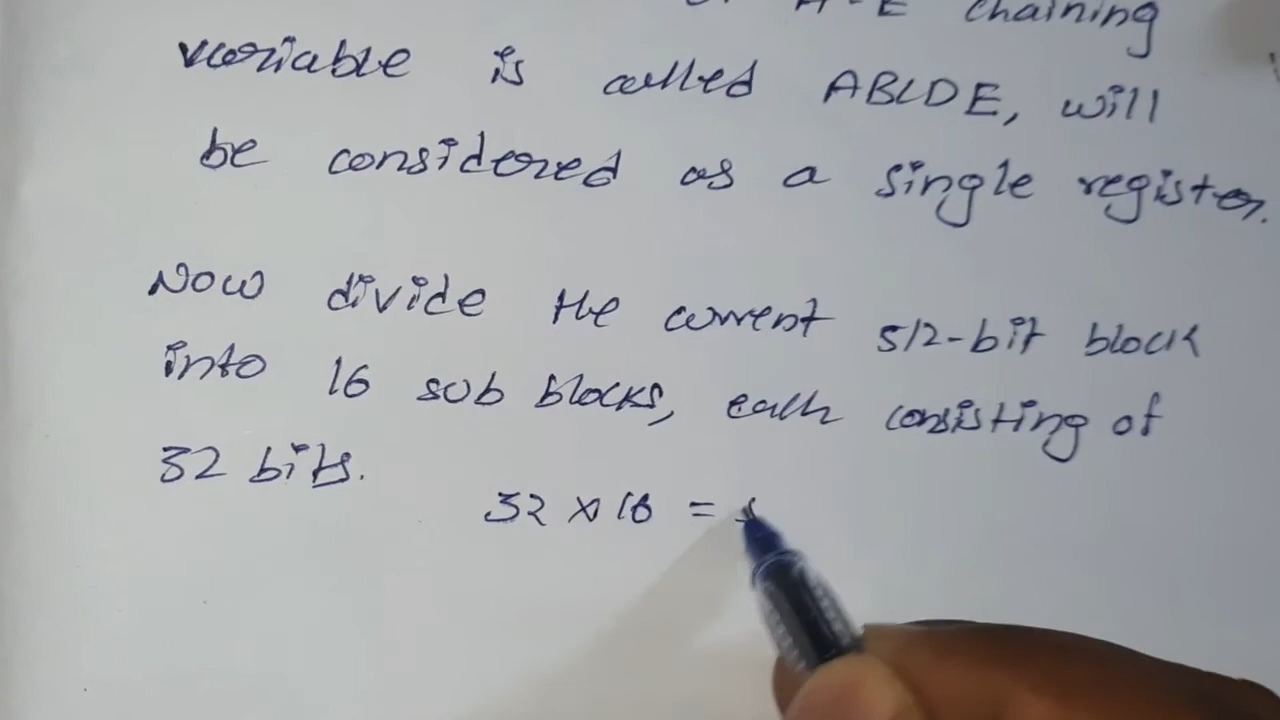 A-E chaining
variable is called ABCDE, will
be considered as a single register.
Now divide the current 512-bit block
into 16 sub blocks, each consisting of
32 bits.
32 × 16 =